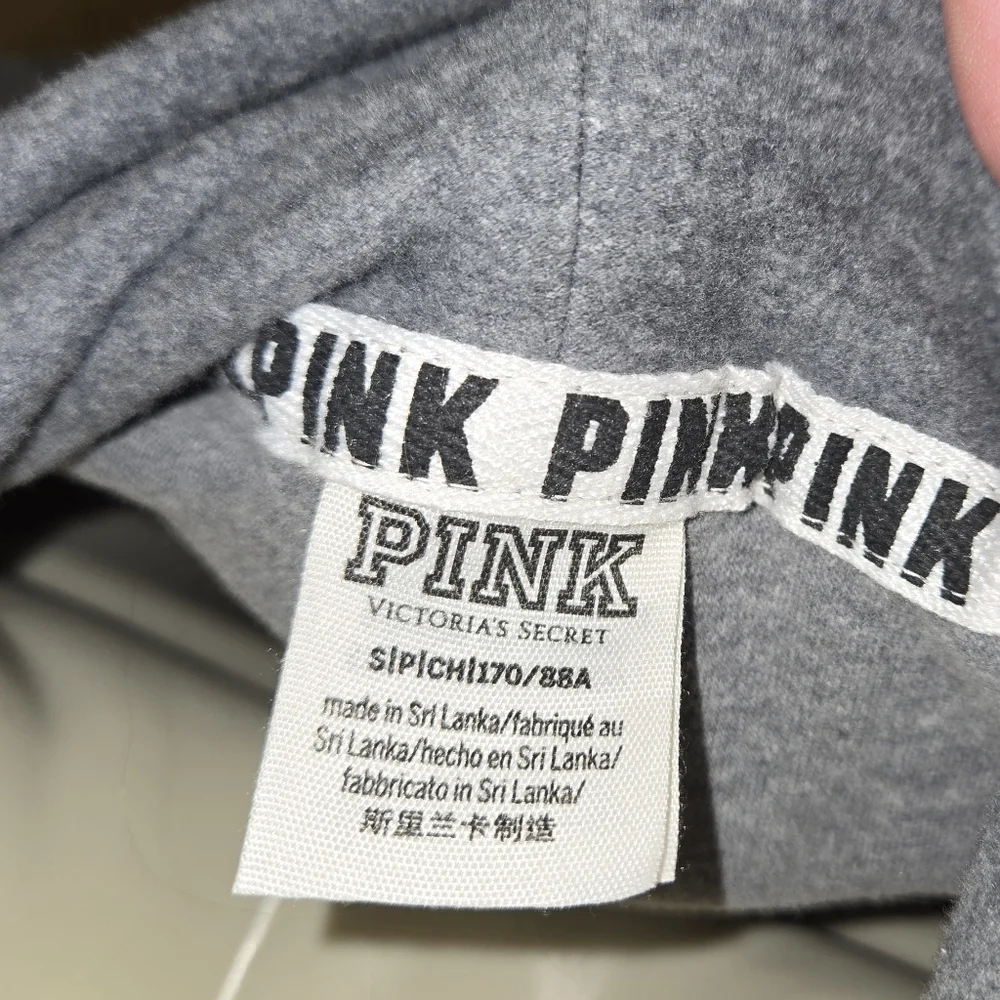 PINK PINK PINK
PINK
VICTORIA'S SECRET
S|P|CH|170/88A
made in Sri Lanka/fabriqué au
Sri Lanka/hecho en Sri Lanka/
fabbricato in Sri Lanka/
斯里兰卡制造